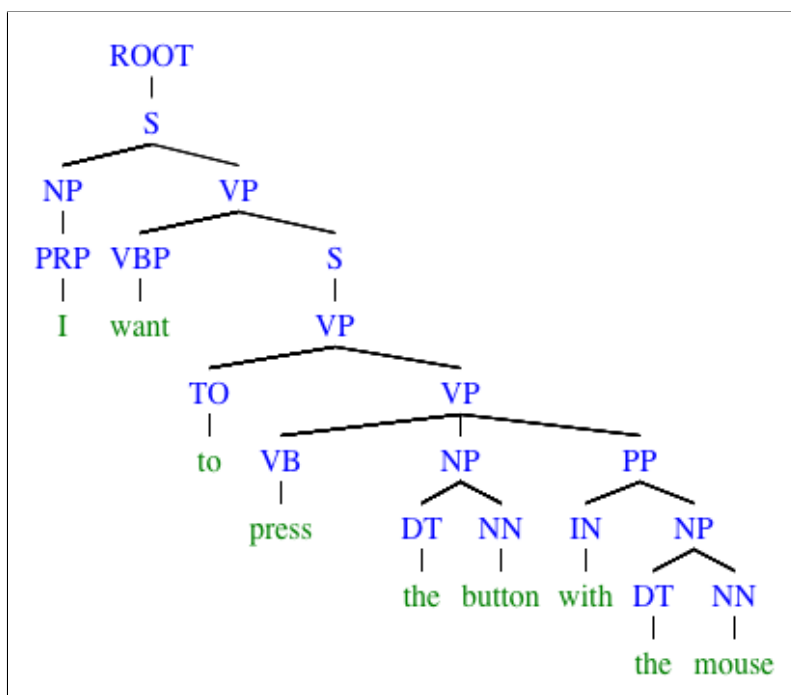 ROOT
S
NP VP
PRP VBP S
I want VP
TO VP
to VB NP PP
press DT NN IN NP
the button with DT NN
the mouse